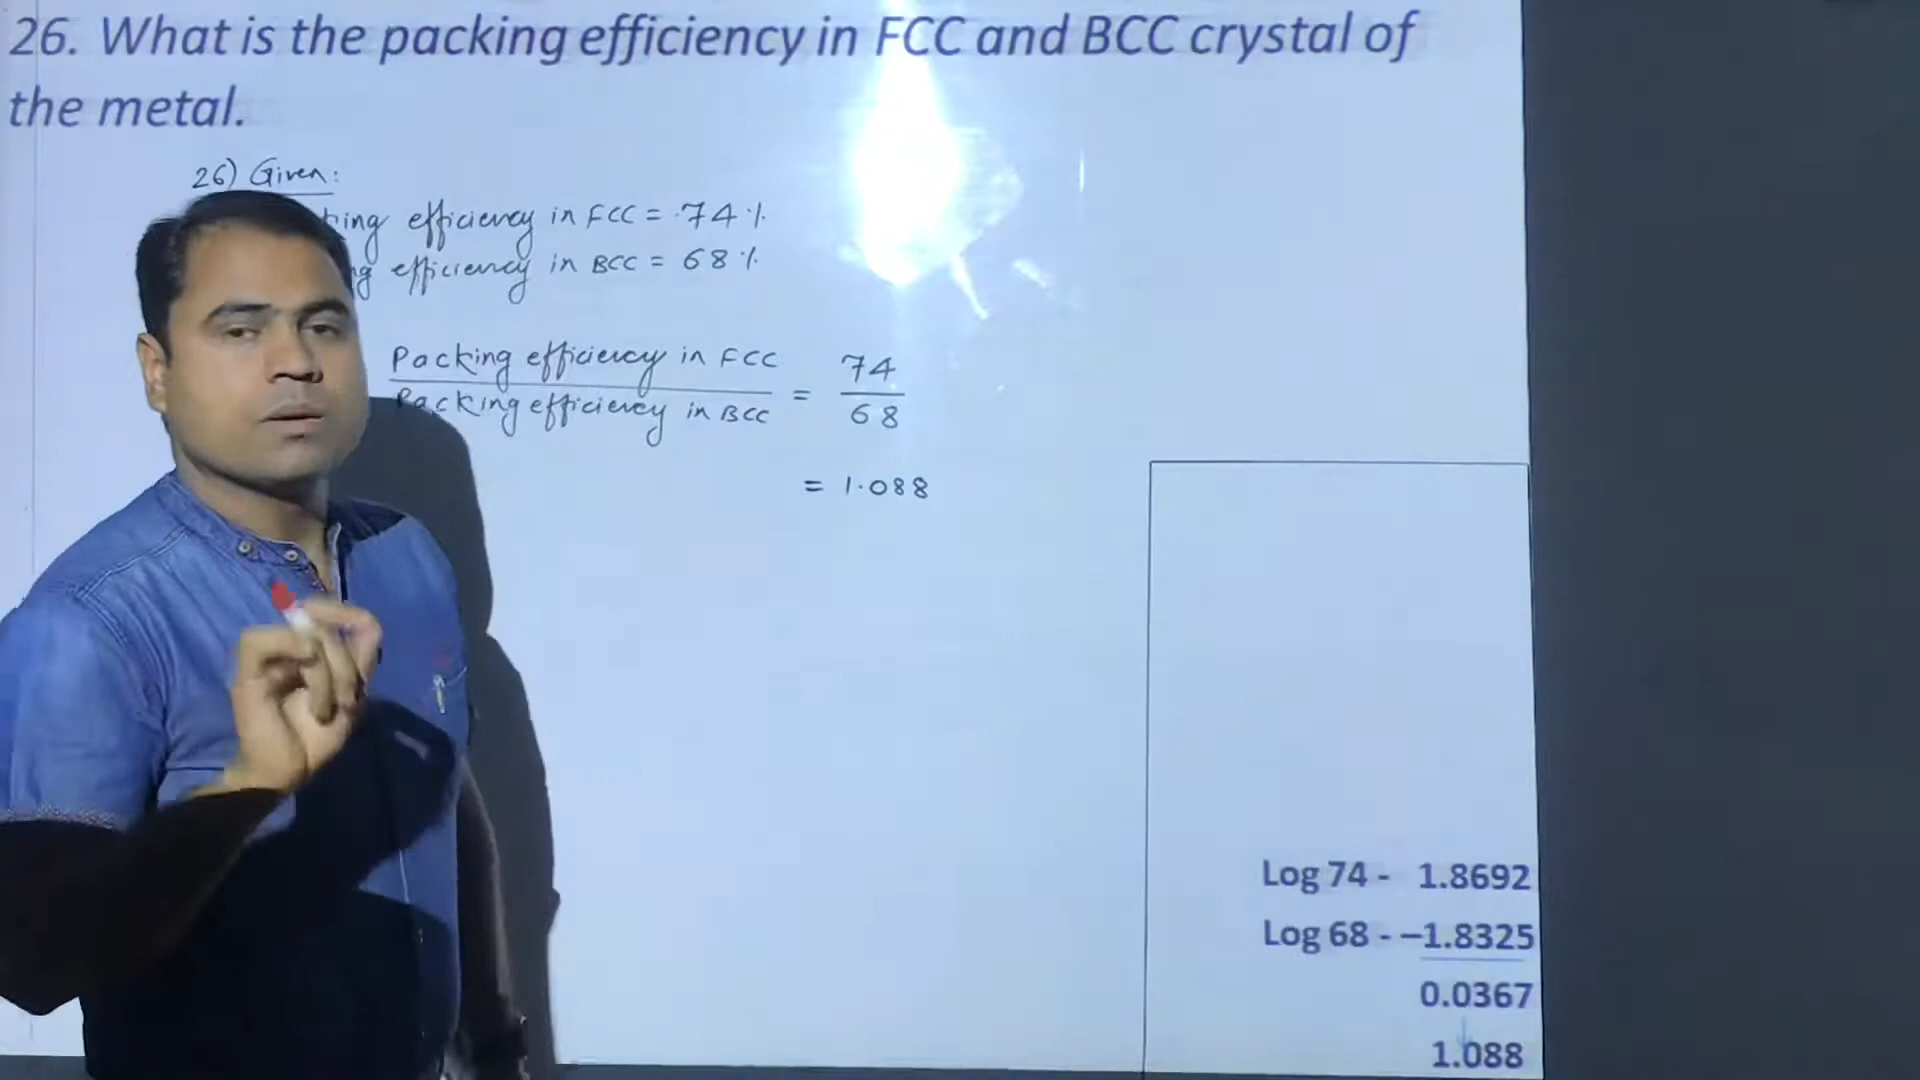 26. What is the packing efficiency in FCC and BCC crystal of
the metal.
26) Given:
efficiency in FCC = 74%
efficiency in BCC = 68%
Packing efficiency in FCC
Packing efficiency in BCC
=
74
68
= 1.088
Log 74 - 1.8692
Log 68 - –1.8325
0.0367
1.088